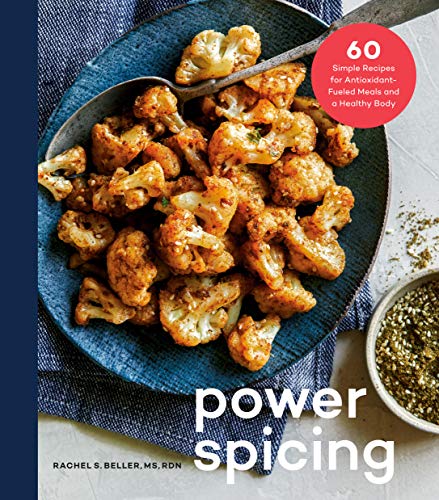 60
Simple Recipes
for Antioxidant-
Fueled Meals and
a Healthy Body
power
spicing
RACHEL S. BELLER, MS, RDN